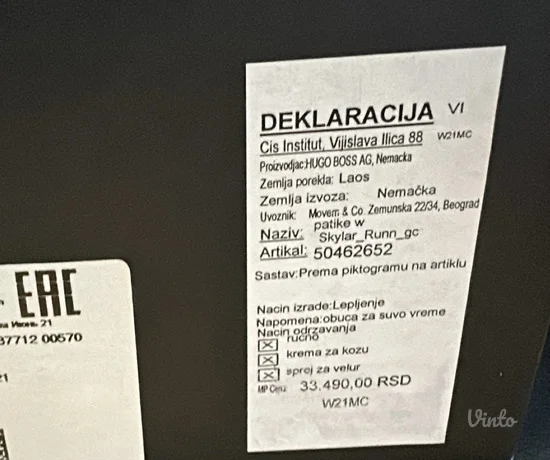 DEKLARACIJA VI
Cis Institut, Vijislava Ilica 88 W21MC
Proizvodjac:HUGO BOSS AG, Nemacka
Zemlja porekla: Laos
Zemlja izvoza: Nemačka
Uvoznik: Movem & Co. Zemunska 22/34, Beograd
patike w
Naziv: Skylar_Runn_gc
Artikal: 50462652
Sastav:Prema piktogramu na artiklu
Nacin izrade:Lepljenje
Napomena:obuca za suvo vreme
Nacin odrzavanja
ručno
krema za kozu
sprej za velur
MP Cena: 33.490,00 RSD
W21MC
EAC
21
37712 00570
21
Vinto